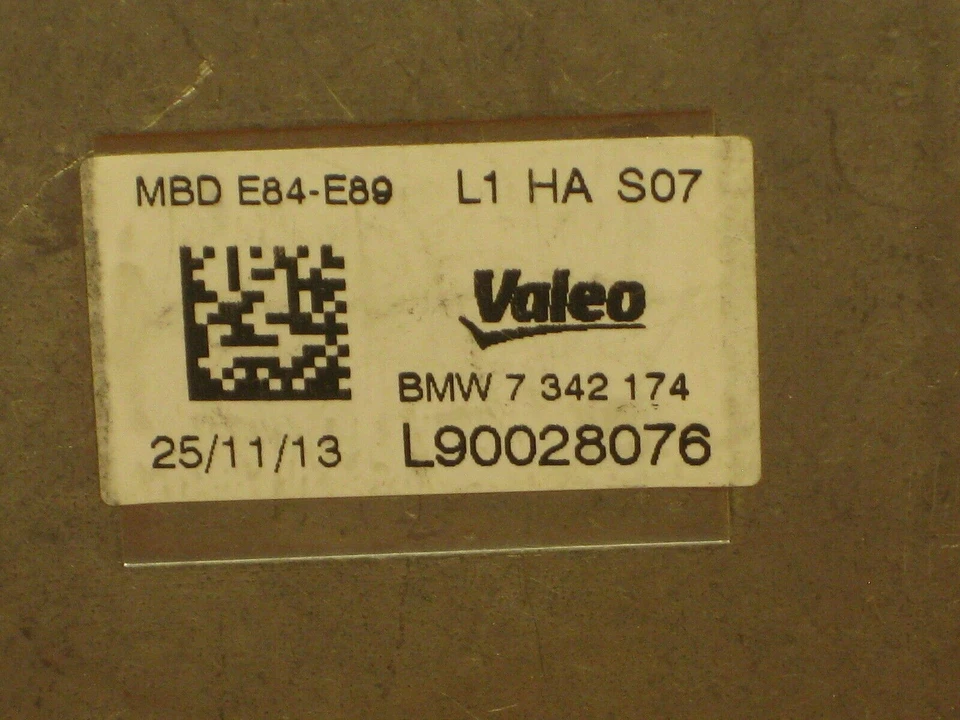 MBD E84-E89 L1 HA S07
Valeo
BMW 7 342 174
25/11/13 L90028076